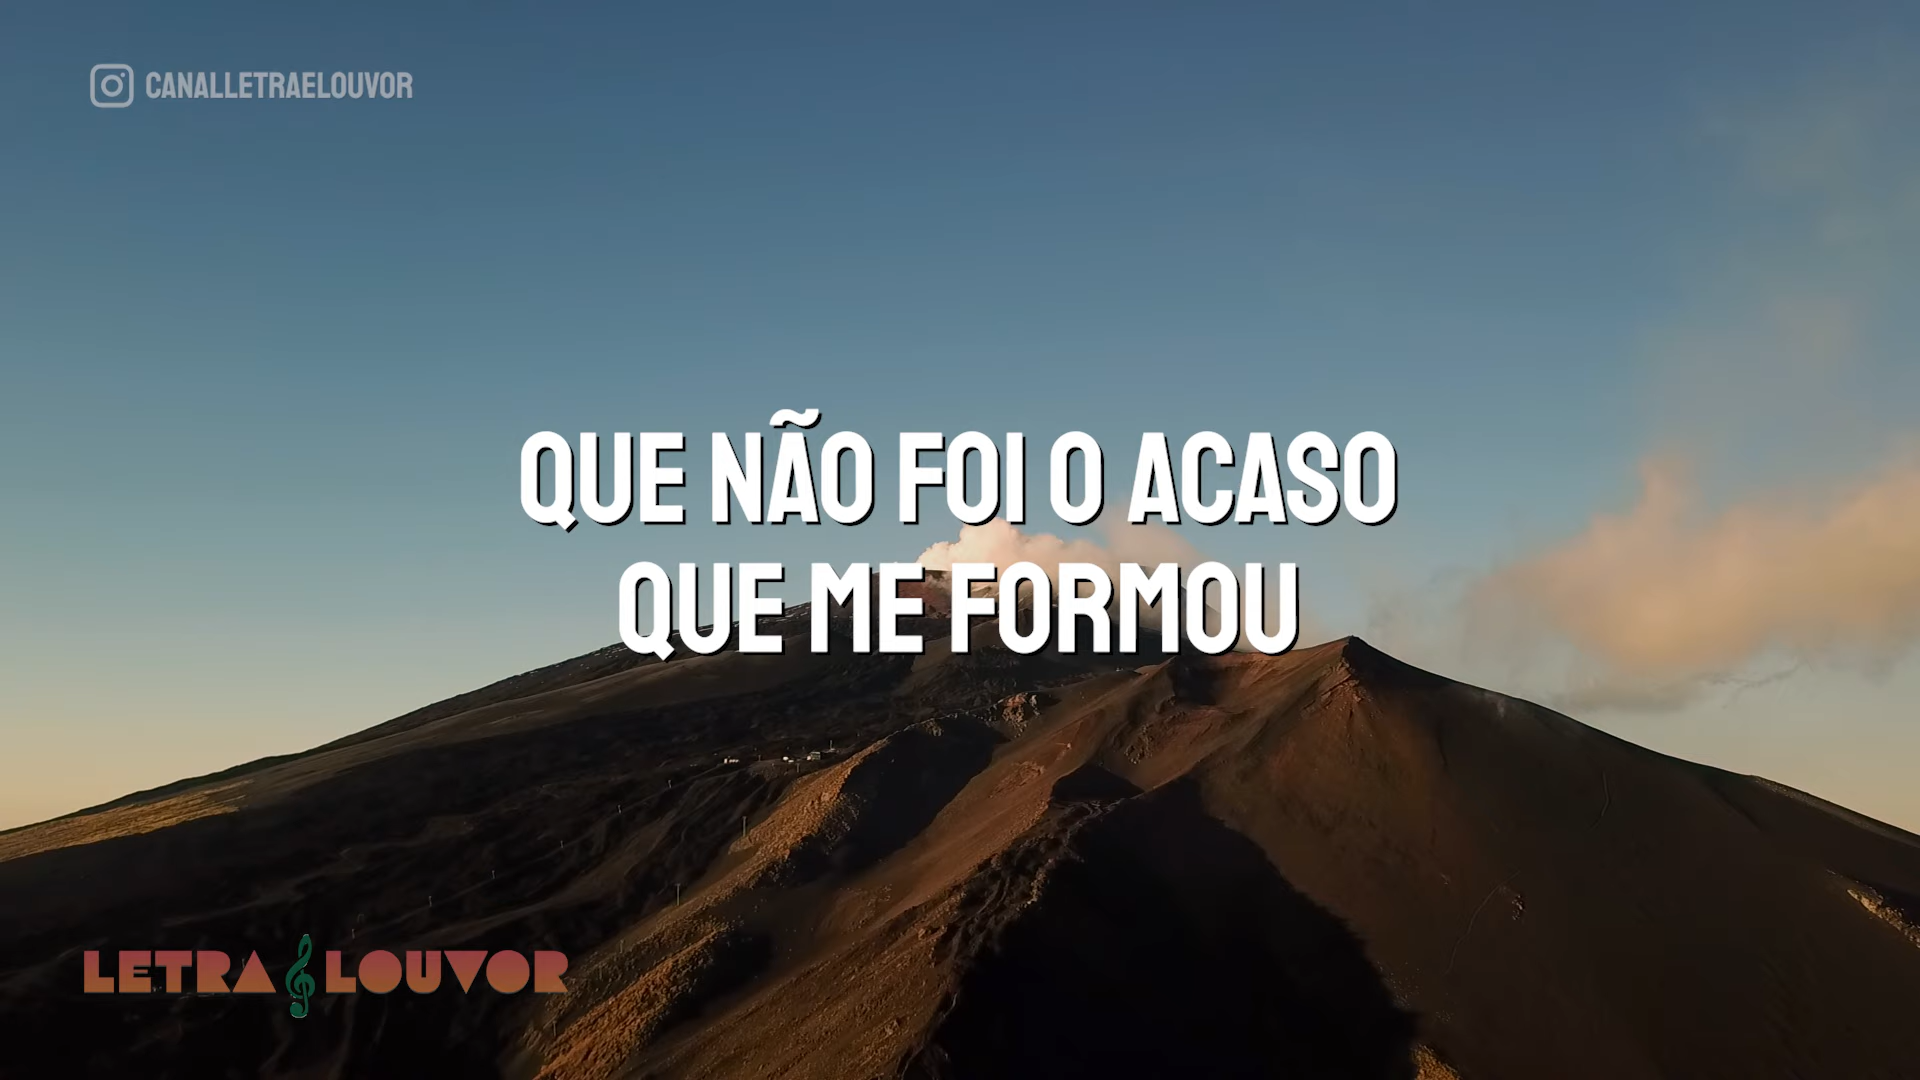 CANALLETRAELOUVOR
QUE NÃO FOI O ACASO
QUE ME FORMOU
LETRA LOUVOR